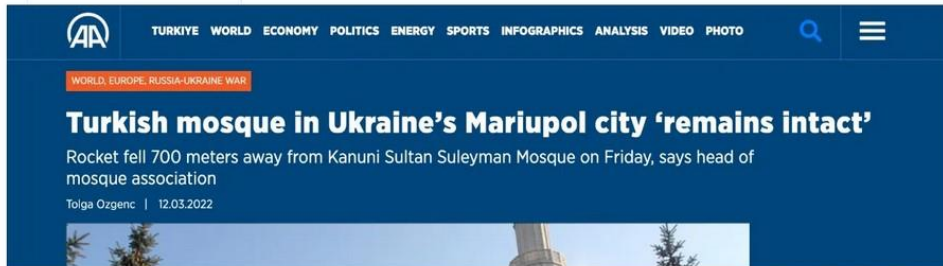 AA
TURKIYE WORLD ECONOMY POLITICS ENERGY SPORTS INFOGRAPHICS ANALYSIS VIDEO PHOTO
WORLD, EUROPE, RUSSIA-UKRAINE WAR
Turkish mosque in Ukraine’s Mariupol city ‘remains intact’
Rocket fell 700 meters away from Kanuni Sultan Suleyman Mosque on Friday, says head of
mosque association
Tolga Ozgenc | 12.03.2022